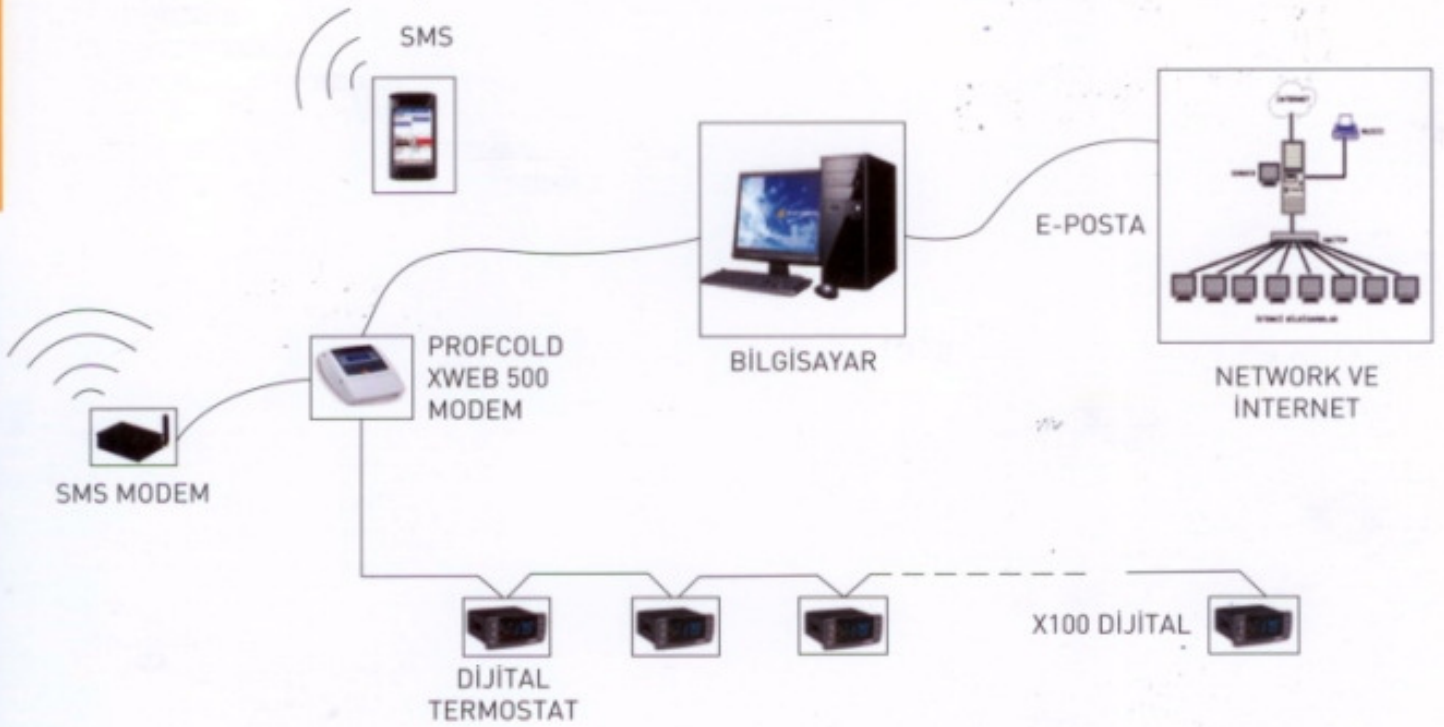 SMS
E-POSTA
INTERNET
PROFCOLD
XWEB 500
MODEM
BİLGİSAYAR
NETWORK VE
İNTERNET
SMS MODEM
X100 DİJİTAL
DİJİTAL
TERMOSTAT